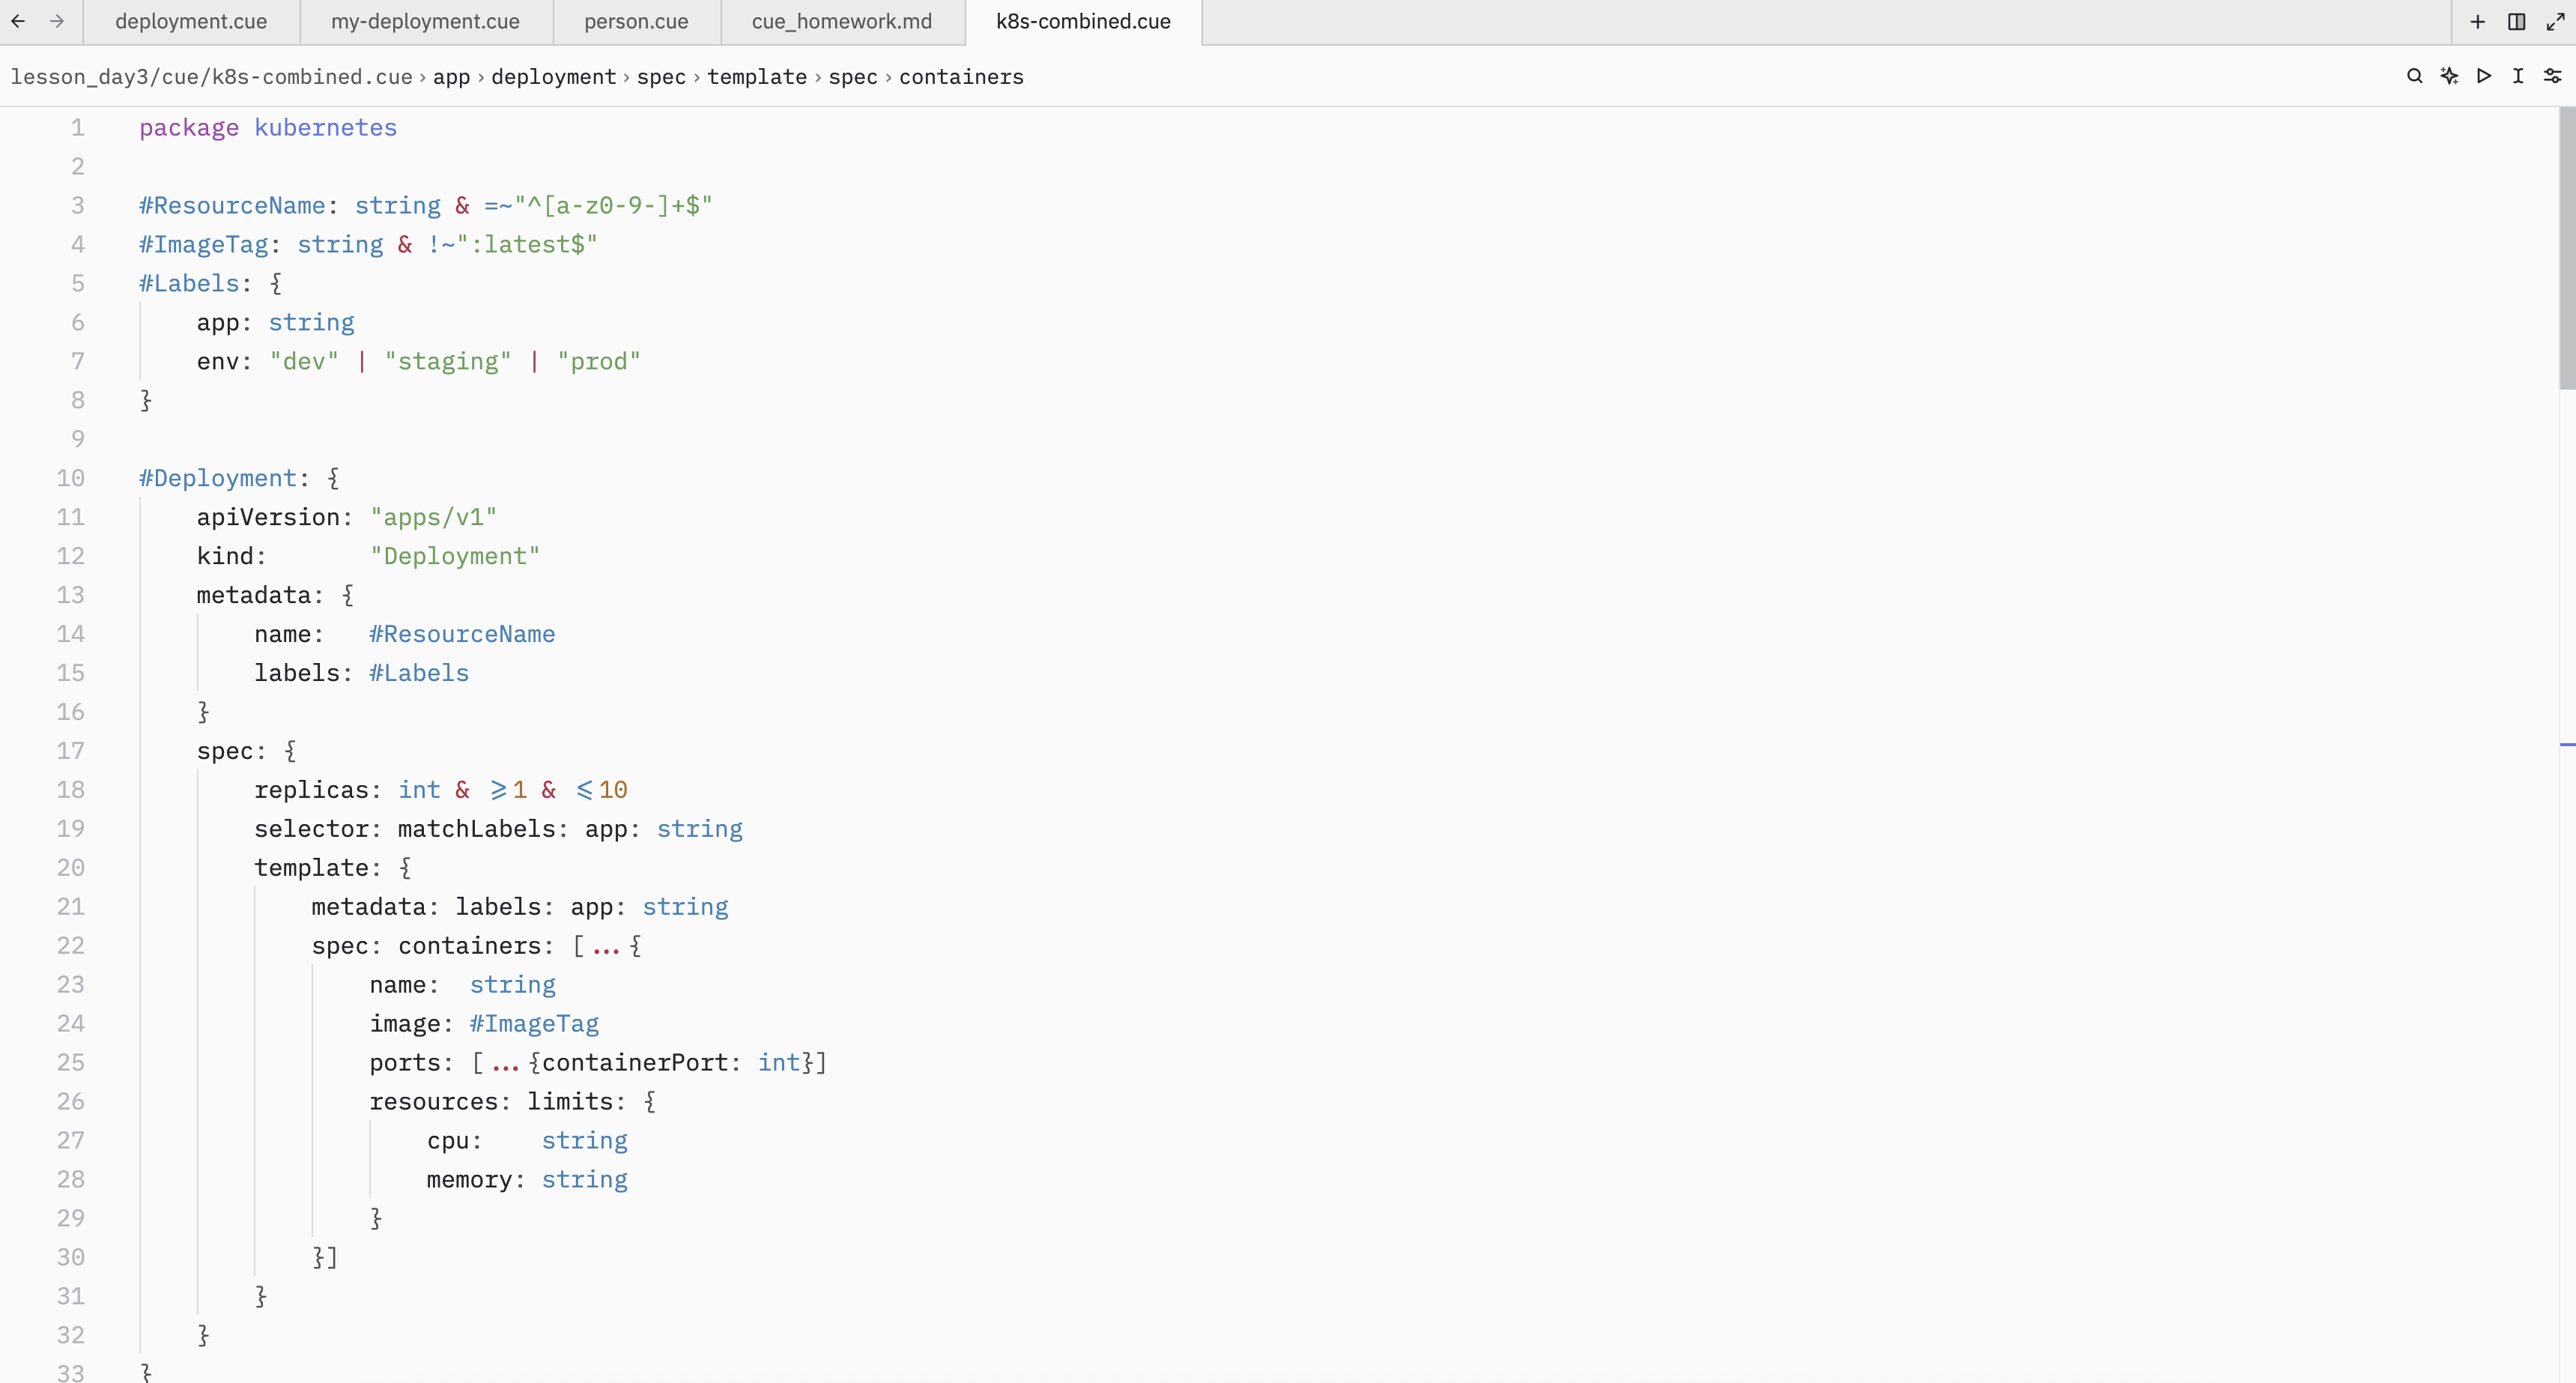 deployment.cue my-deployment.cue person.cue cue_homework.md k8s-combined.cue
lesson_day3/cue/k8s-combined.cue › app › deployment › spec › template › spec › containers
1 package kubernetes
2
3 #ResourceName: string & =~"^[a-z0-9-]+$"
4 #ImageTag: string & !~":latest$"
5 #Labels: {
6     app: string
7     env: "dev" | "staging" | "prod"
8 }
9
10 #Deployment: {
11     apiVersion: "apps/v1"
12     kind:       "Deployment"
13     metadata: {
14         name:   #ResourceName
15         labels: #Labels
16     }
17     spec: {
18         replicas: int & >=1 & <=10
19         selector: matchLabels: app: string
20         template: {
21             metadata: labels: app: string
22             spec: containers: [...{
23                 name:  string
24                 image: #ImageTag
25                 ports: [...{containerPort: int}]
26                 resources: limits: {
27                     cpu:    string
28                     memory: string
29                 }
30             }]
31         }
32     }
33 }